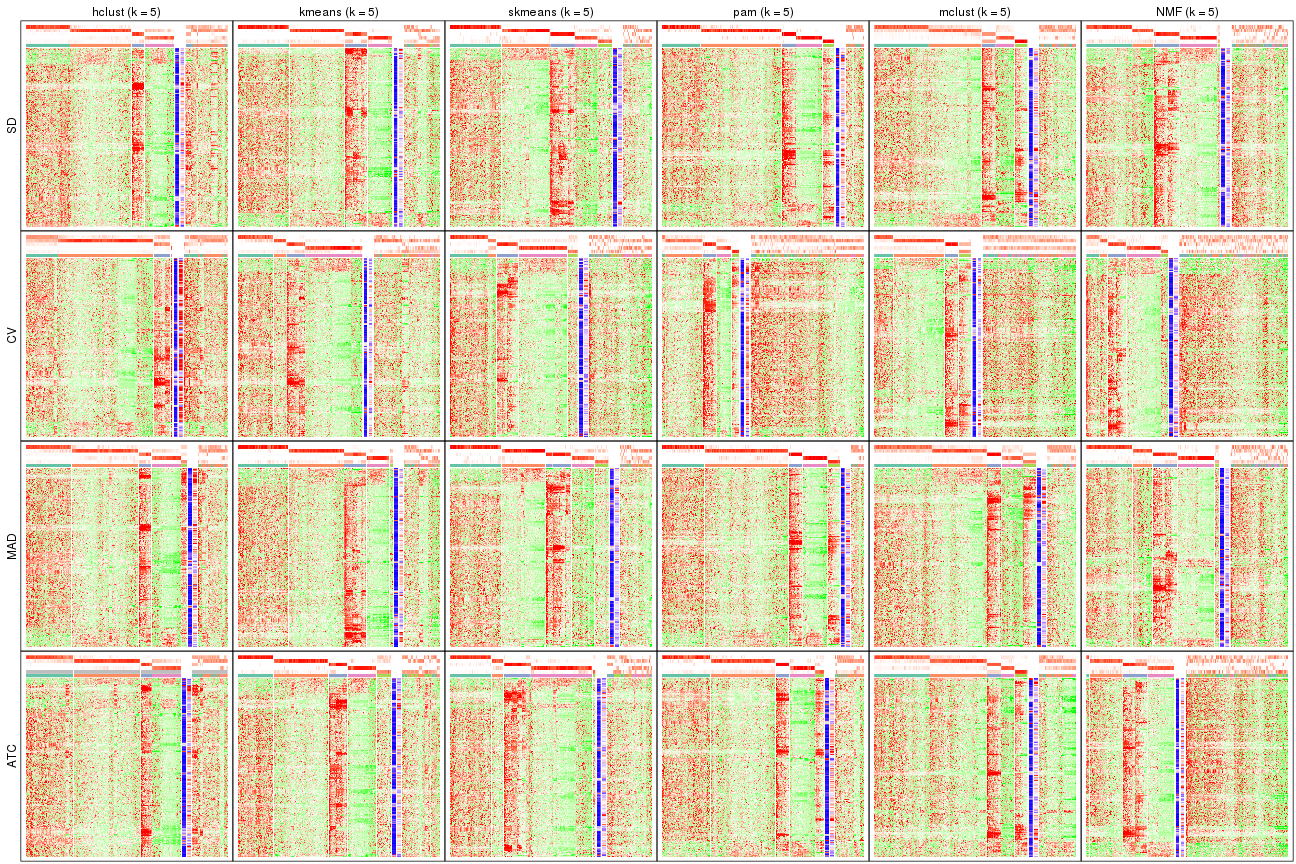 hclust (k = 5)
kmeans (k = 5)
skmeans (k = 5)
pam (k = 5)
mclust (k = 5)
NMF (k = 5)
SD
CV
MAD
ATC